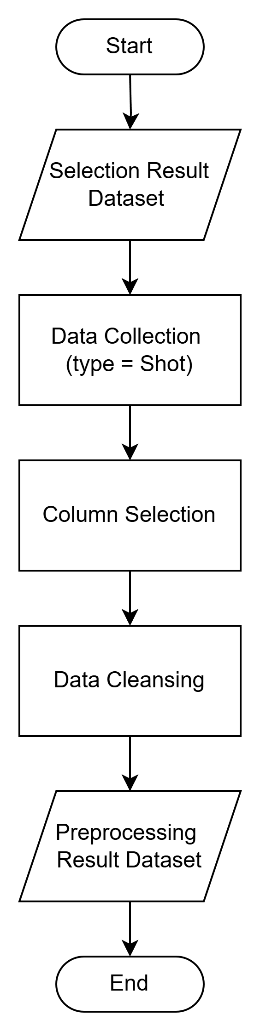 Start
Selection Result
Dataset
Data Collection
(type = Shot)
Column Selection
Data Cleansing
Preprocessing
Result Dataset
End